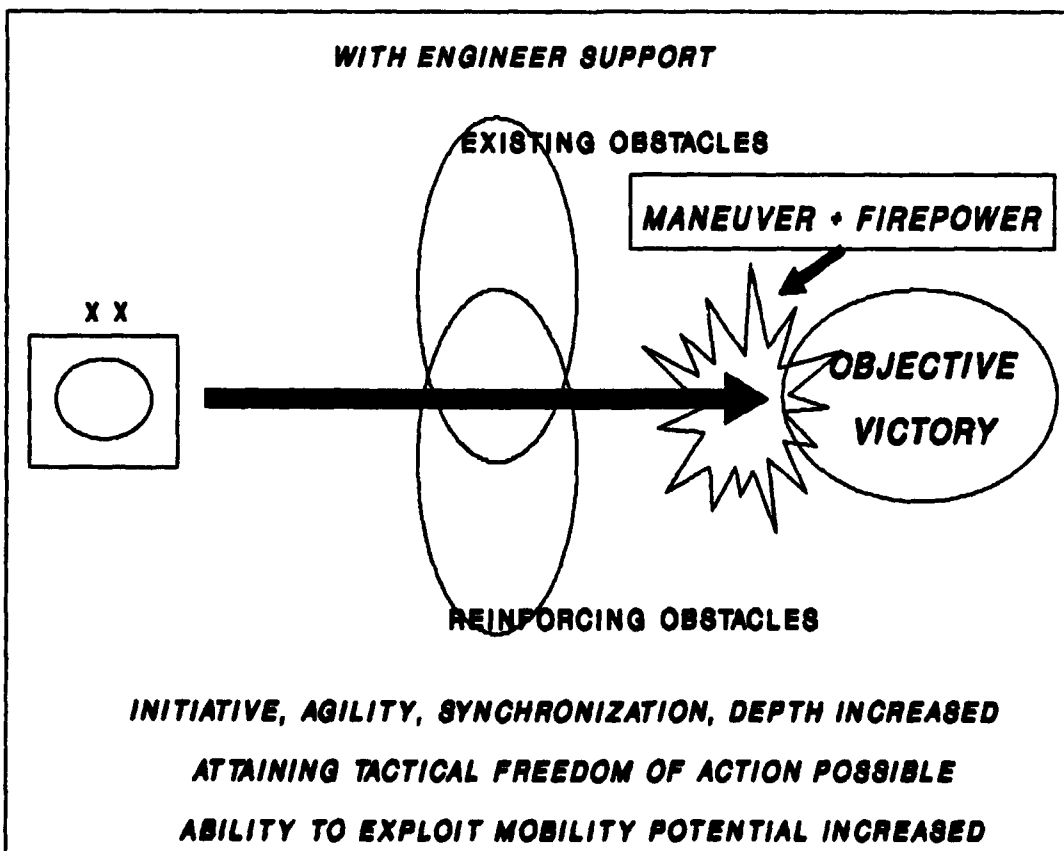 WITH ENGINEER SUPPORT
EXISTING OBSTACLES
MANEUVER + FIREPOWER
X X
OBJECTIVE
VICTORY
REINFORCING OBSTACLES
INITIATIVE, AGILITY, SYNCHRONIZATION, DEPTH INCREASED
ATTAINING TACTICAL FREEDOM OF ACTION POSSIBLE
ABILITY TO EXPLOIT MOBILITY POTENTIAL INCREASED